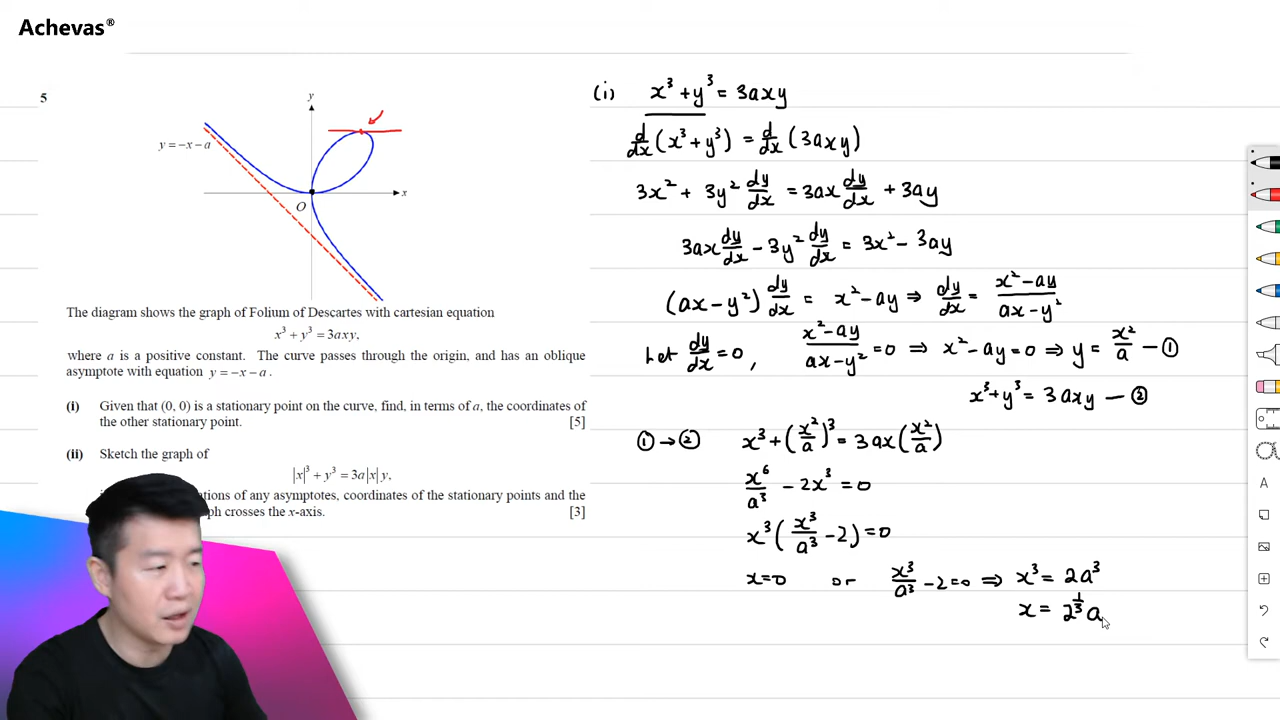 Achevas®
5
y
y = −x − a
x
O
The diagram shows the graph of Folium of Descartes with cartesian equation
x³ + y³ = 3axy,
where a is a positive constant. The curve passes through the origin, and has an oblique
asymptote with equation y = −x − a.
(i) Given that (0, 0) is a stationary point on the curve, find, in terms of a, the coordinates of
the other stationary point. [5]
(ii) Sketch the graph of
|x|³ + y³ = 3a|x|y,
ations of any asymptotes, coordinates of the stationary points and the
ph crosses the x-axis. [3]
(i) x³ + y³ = 3axy
d/dx (x³ + y³) = d/dx (3axy)
3x² + 3y² dy/dx = 3ax dy/dx + 3ay
3ax dy/dx − 3y² dy/dx = 3x² − 3ay
(ax − y²) dy/dx = x² − ay ⇒ dy/dx = (x² − ay)/(ax − y²)
Let dy/dx = 0, (x² − ay)/(ax − y²) = 0 ⇒ x² − ay = 0 ⇒ y = x²/a — ①
x³ + y³ = 3axy — ②
① → ② x³ + (x²/a)³ = 3ax(x²/a)
x⁶/a³ − 2x³ = 0
x³(x³/a³ − 2) = 0
x = 0 or x³/a³ − 2 = 0 ⇒ x³ = 2a³
x = 2^(1/3) a
A